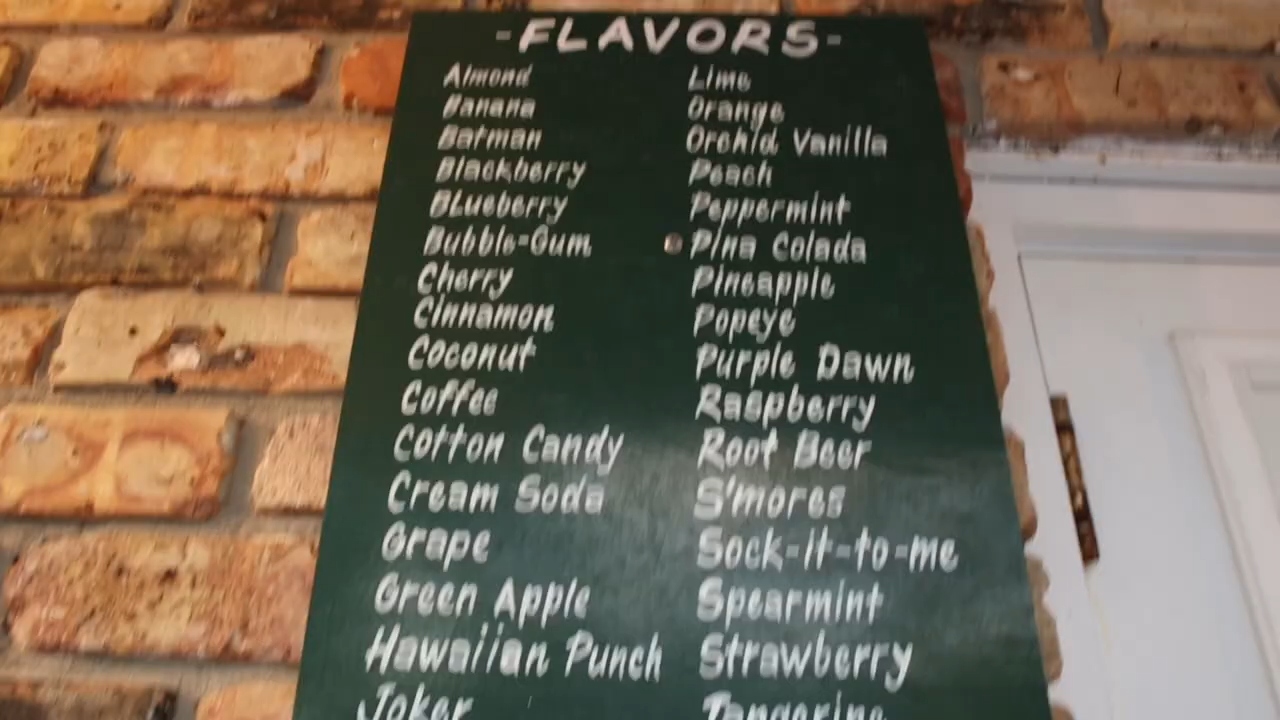 -FLAVORS-
Almond
Banana
Batman
Blackberry
BLueberry
Bubble-Gum
Cherry
Cinnamon
Coconut
Coffee
Cotton Candy
Cream Soda
Grape
Green Apple
Hawaiian Punch
Joker
Lime
Orange
Orchid Vanilla
Peach
Peppermint
Pina Colada
Pineapple
Popeye
Purple Dawn
Raspberry
Root Beer
S'mores
Sock-it-to-me
Spearmint
Strawberry
Tangerine